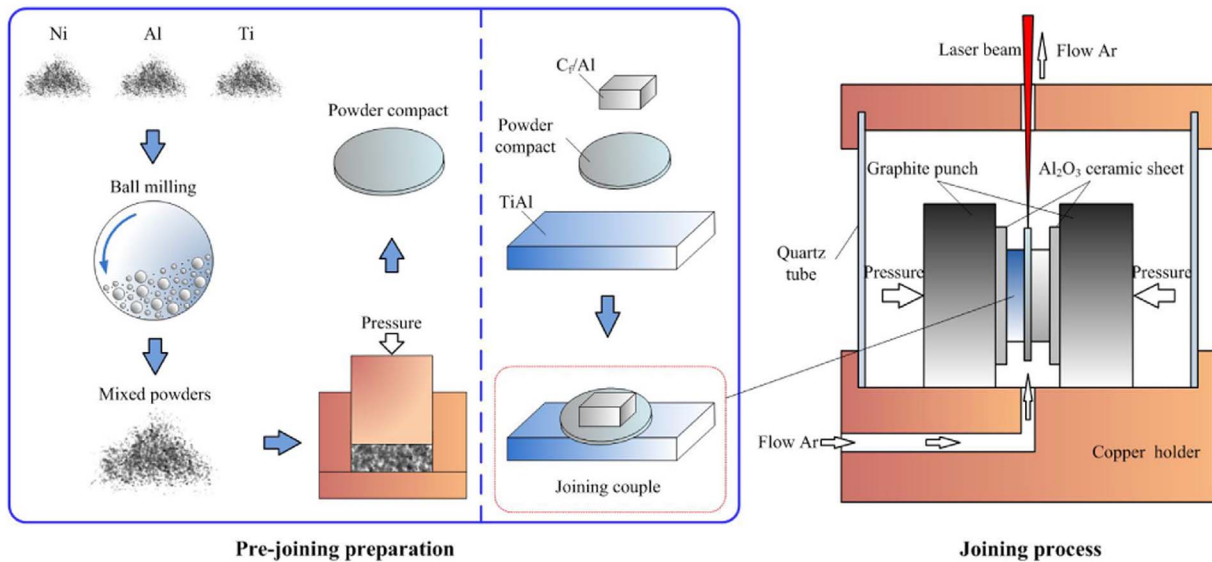 Ni Al Ti
Ball milling
Mixed powders
Powder compact
Pressure
C_f/Al
Powder
compact
TiAl
Joining couple
Pre-joining preparation
Laser beam
Flow Ar
Graphite punch
Al₂O₃ ceramic sheet
Quartz
tube
Pressure
Pressure
Flow Ar
Copper holder
Joining process